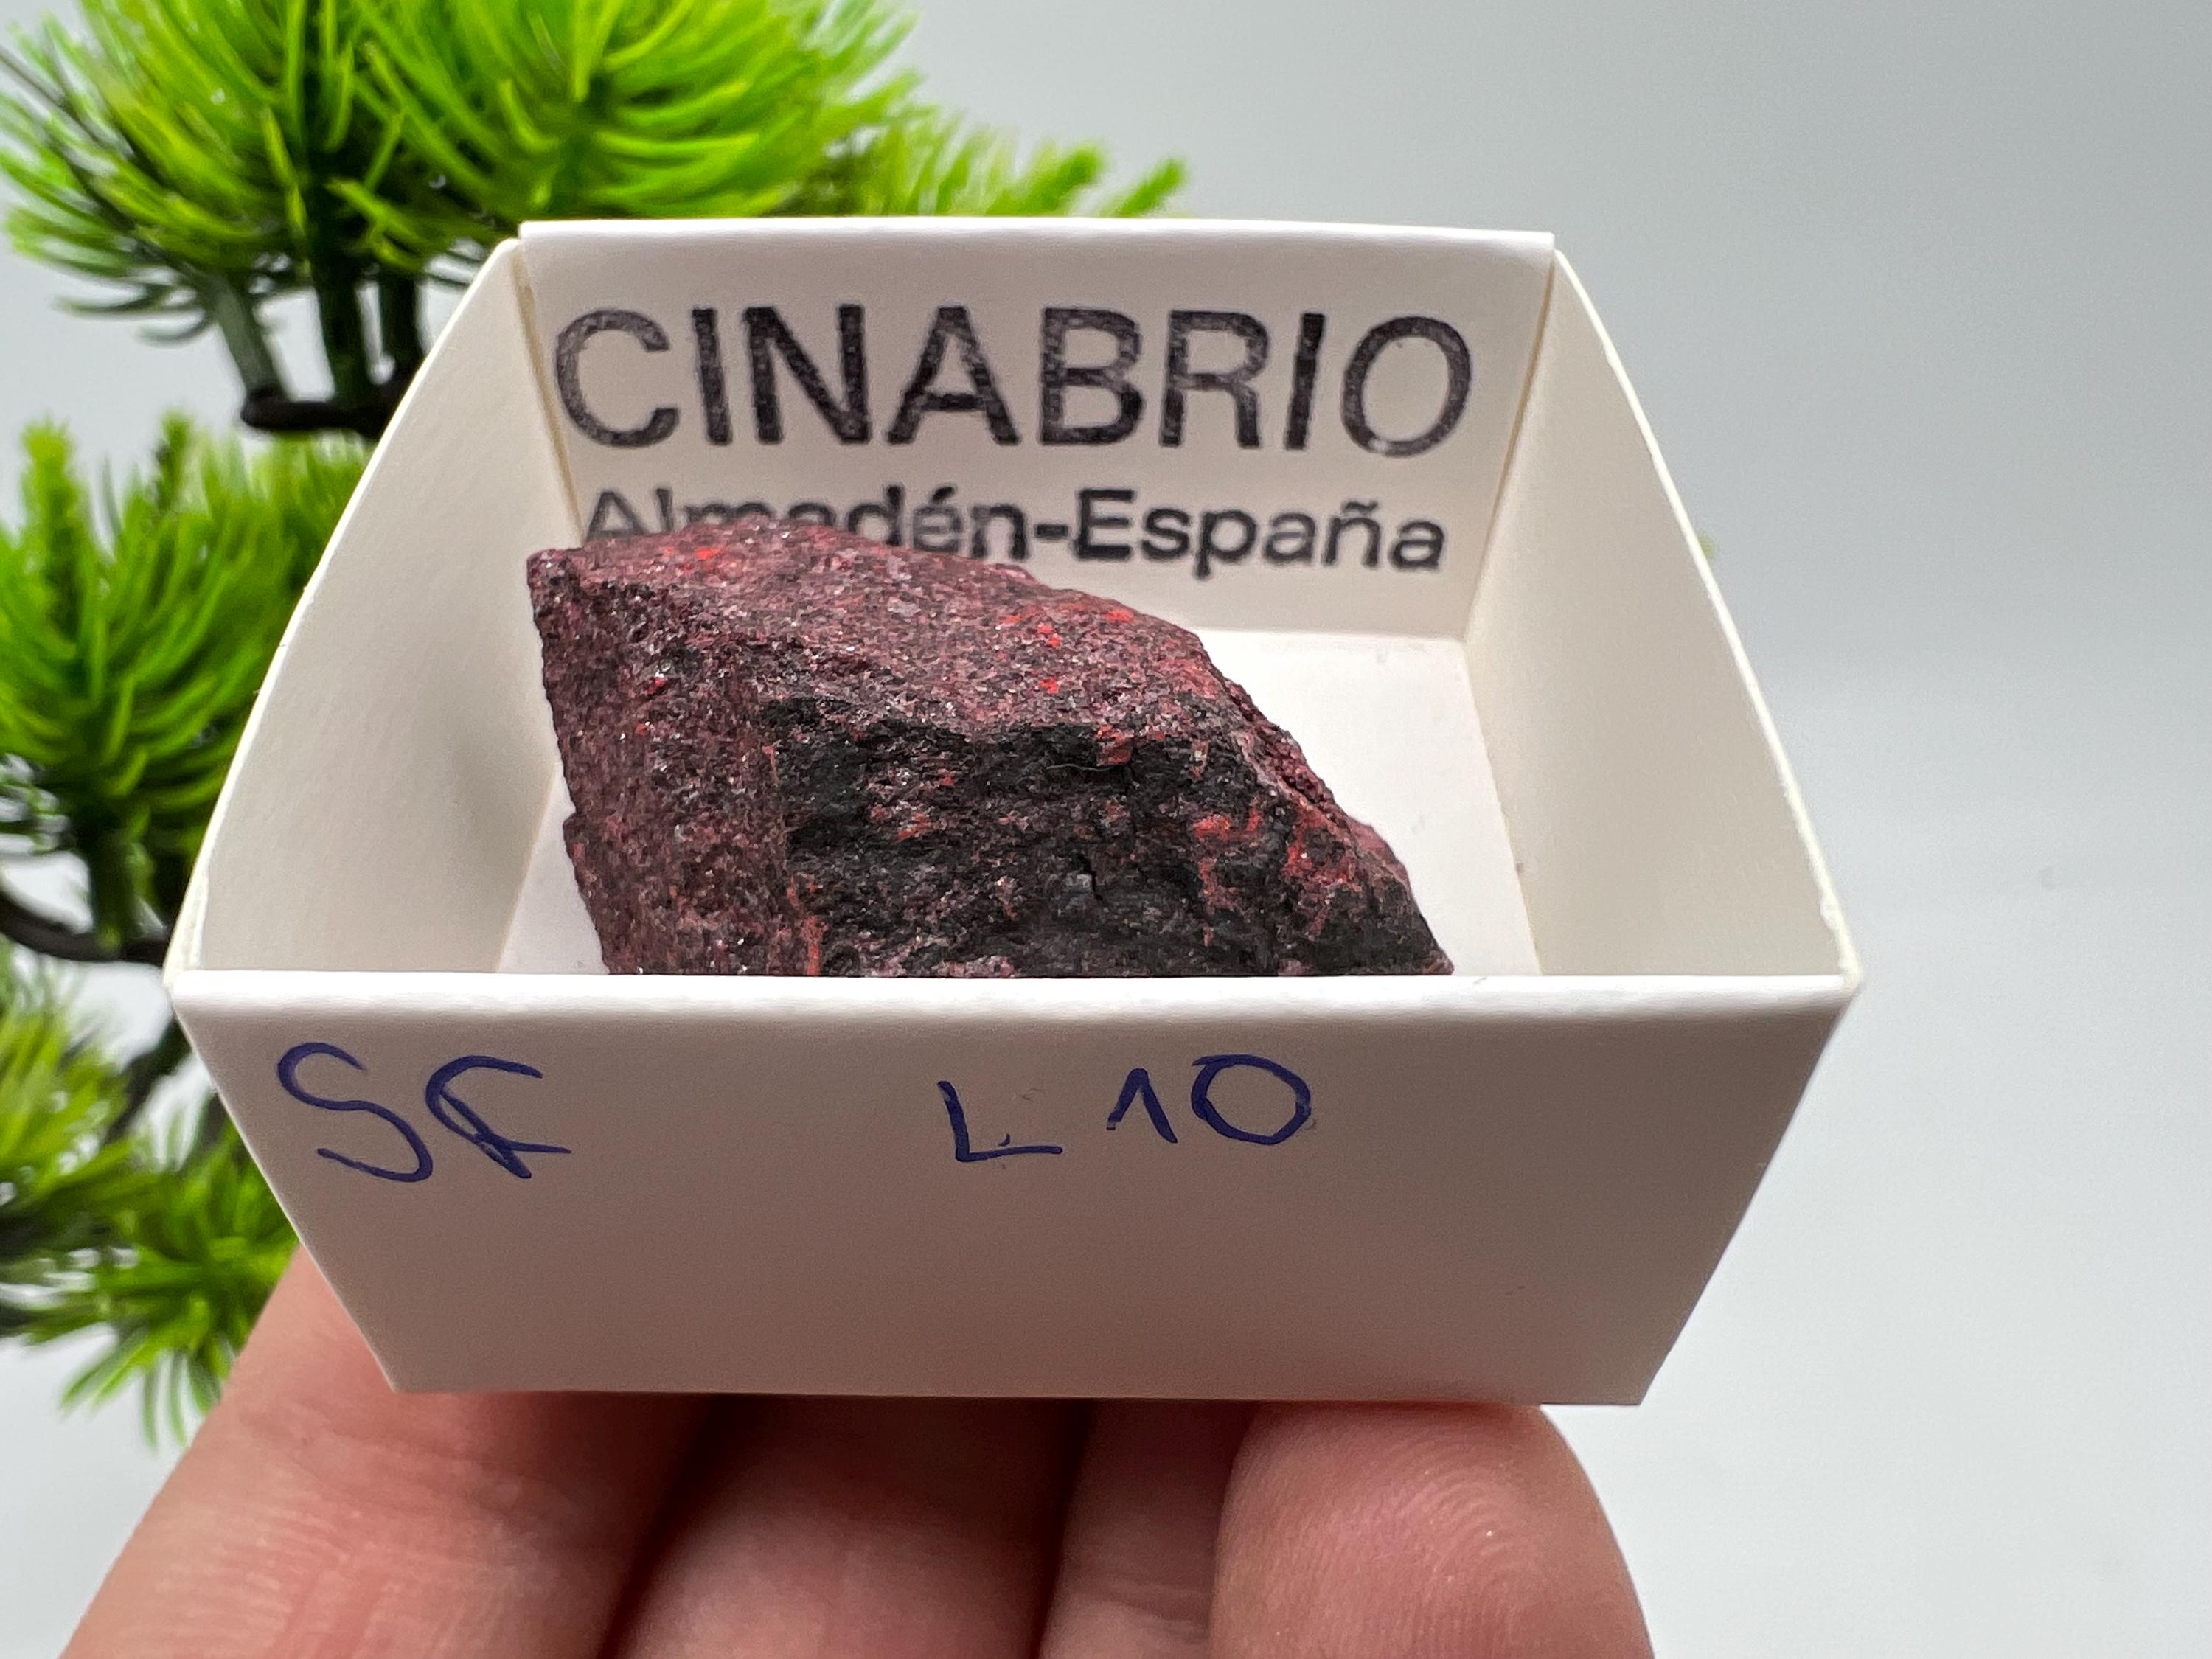 CINABRIO
Almadén-España
SF L10